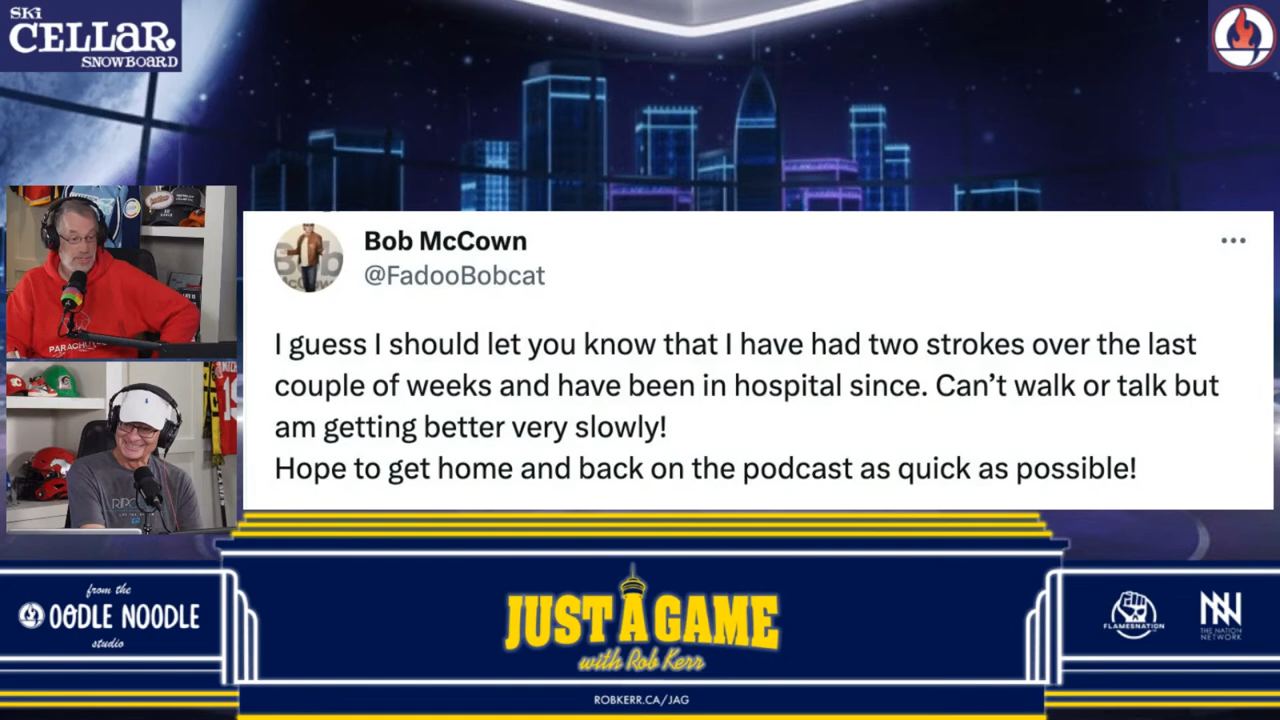 SKi
CELLAR
SNOWBOARD
Bob McCown
@FadooBobcat
I guess I should let you know that I have had two strokes over the last
couple of weeks and have been in hospital since. Can’t walk or talk but
am getting better very slowly!
Hope to get home and back on the podcast as quick as possible!
from the
OODLE NOODLE
studio
JUST A GAME
with Rob Kerr
ROBKERR.CA/JAG
FLAMESNATION
THE NATION
NETWORK